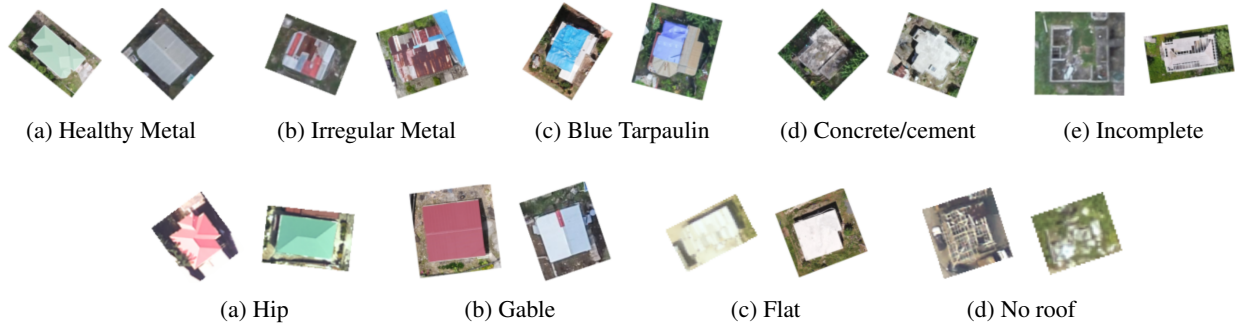 (a) Healthy Metal
(b) Irregular Metal
(c) Blue Tarpaulin
(d) Concrete/cement
(e) Incomplete
(a) Hip
(b) Gable
(c) Flat
(d) No roof